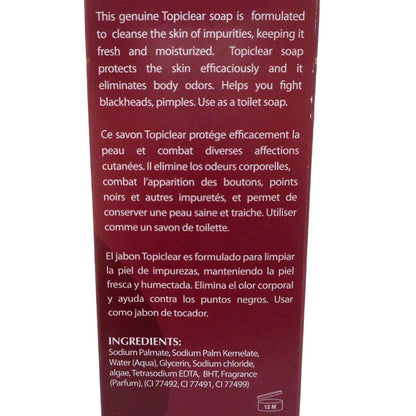 This genuine Topiclear soap is formulated
to cleanse the skin of impurities, keeping it
fresh and moisturized. Topiclear soap
protects the skin efficaciously and it
eliminates body odors. Helps you fight
blackheads, pimples. Use as a toilet soap.
Ce savon Topiclear protége efficacement la
peau et combat diverses affections
cutanées. Il elimine los odeurs corporelles,
combat l'apparition des boutons, points
noirs et autres impuretés, et permet de
conserver une peau saine et traiche. Utiliser
comme un savon de toilette.
El jabon Topiclear es formulado para limpiar
la piel de impurezas, manteniendo la piel
fresca y humectada. Elimina el olor corporal
y ayuda contra los puntos negros. Usar
como jabon de tocador.
INGREDIENTS:
Sodium Palmate, Sodium Palm Kernelate,
Water (Aqua), Glycerin, Sodium chloride,
algae, Tetrasodium EDTA, BHT, Fragrance
(Parfum), (CI 77492, CI 77491, CI 77499)
12 M